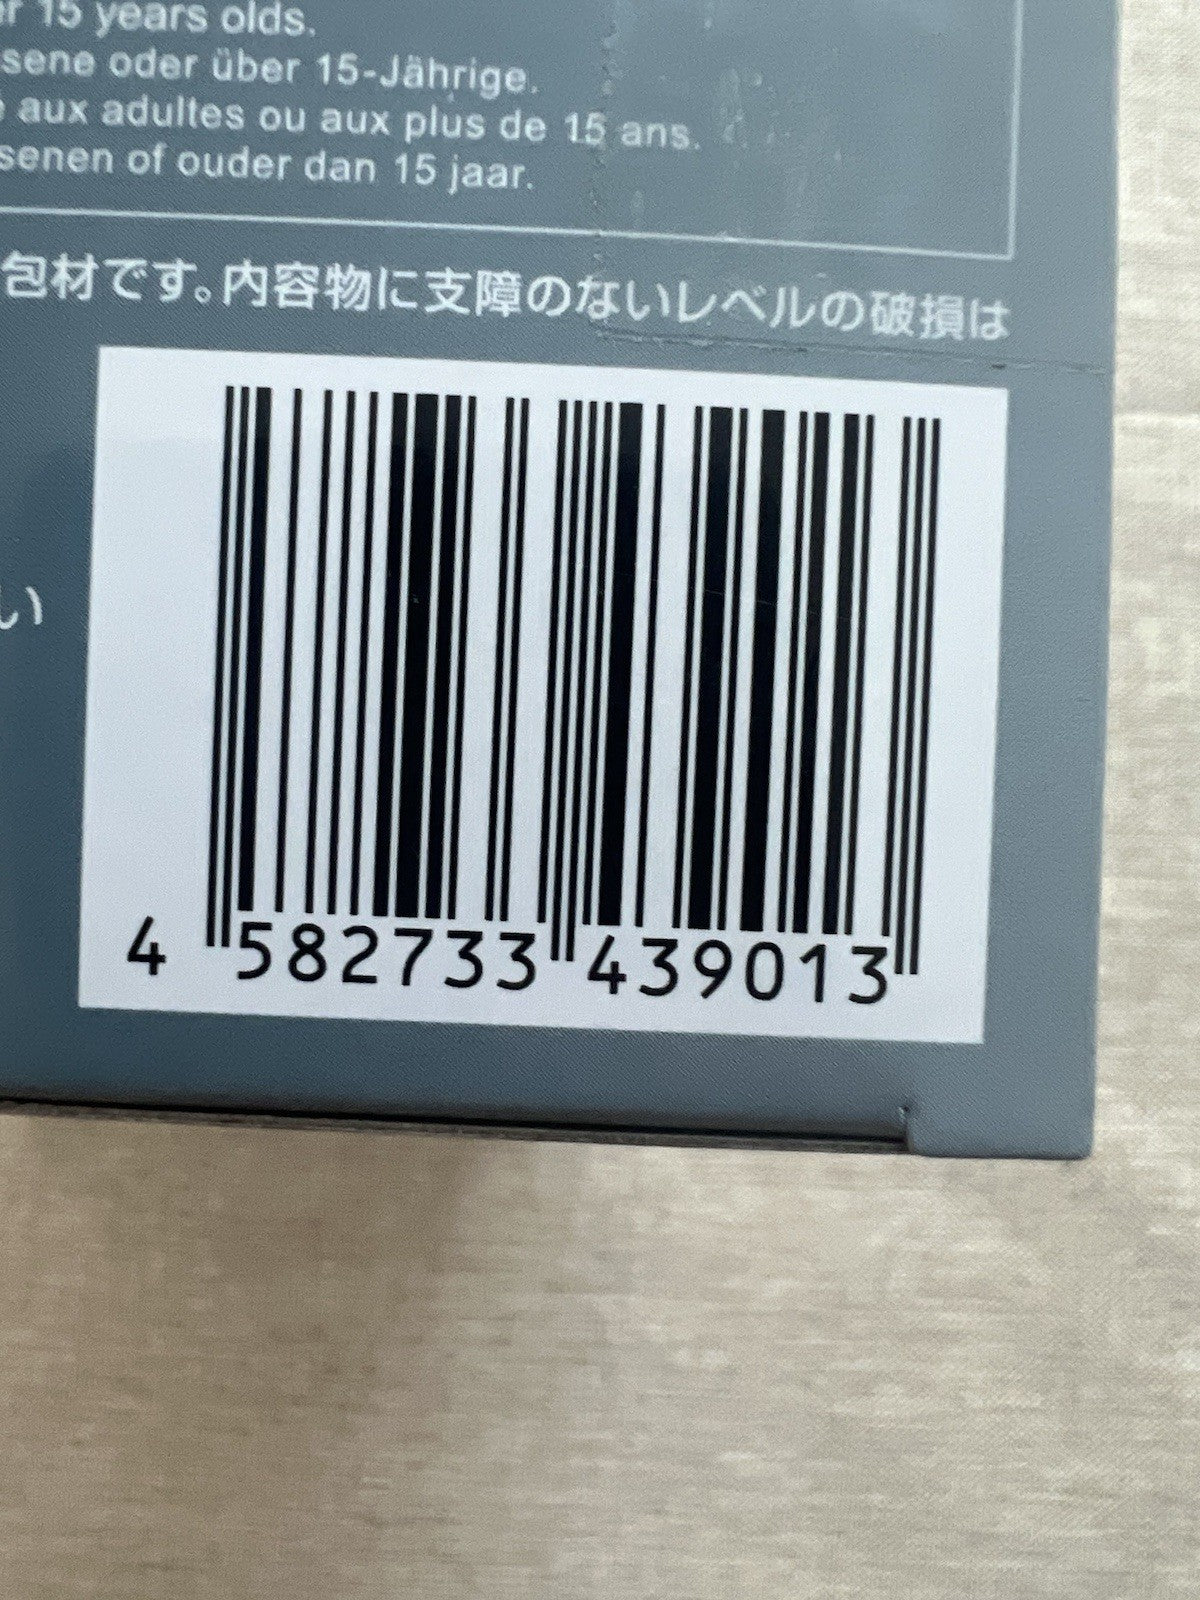 15 years olds.
oder über 15-Jährige.
aux adultes ou aux plus de 15 ans.
of ouder dan 15 jaar.
包材です。内容物に支障のないレベルの破損は
い
4 582733 439013